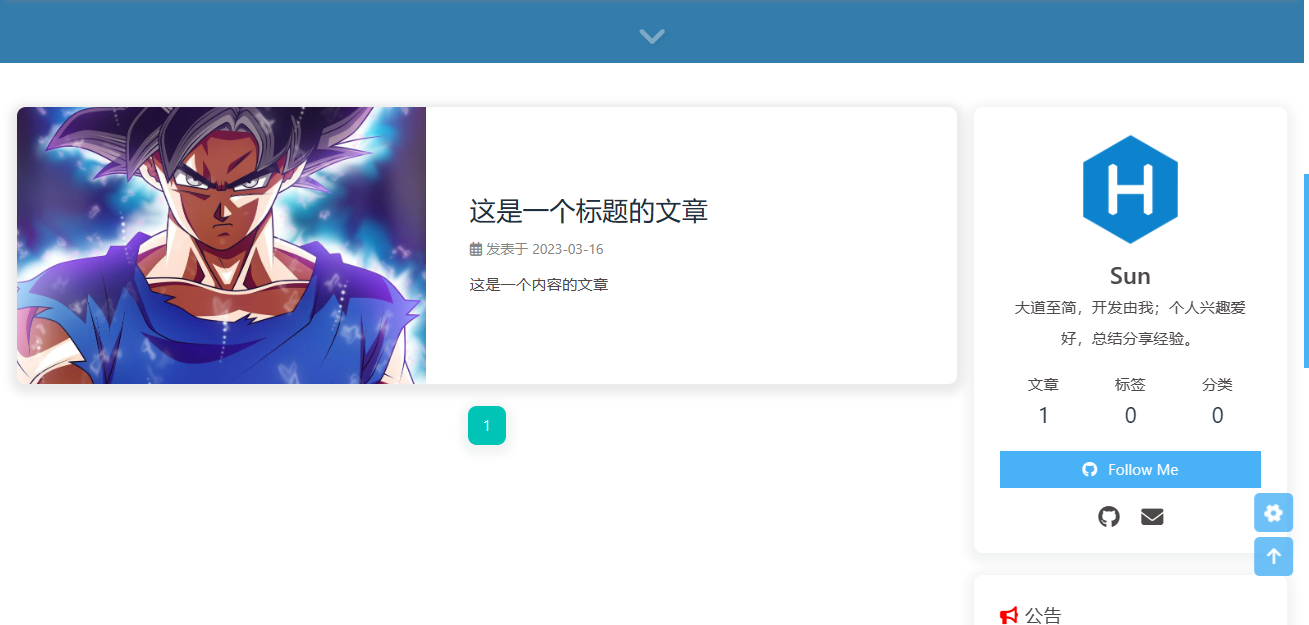 这是一个标题的文章
发表于 2023-03-16
这是一个内容的文章
1
H
Sun
大道至简，开发由我；个人兴趣爱
好，总结分享经验。
文章 标签 分类
1 0 0
Follow Me
公告